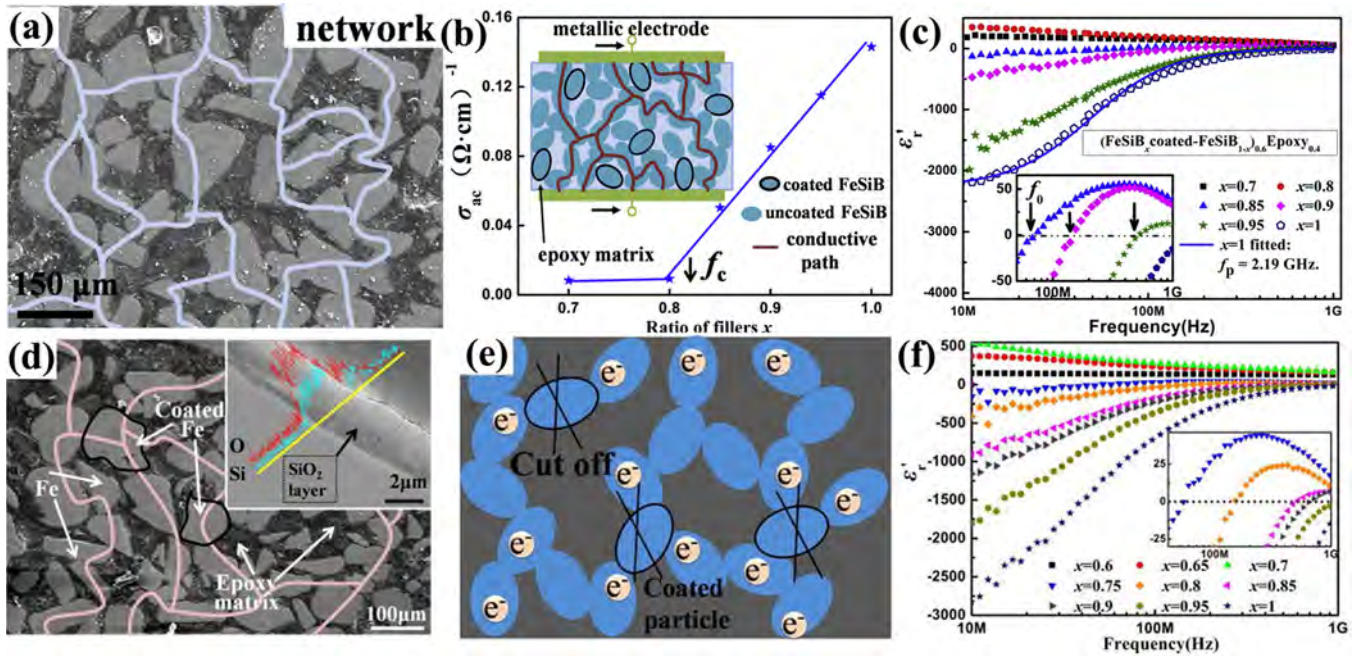 (a)
network
150 μm
(b)
0.16
0.12
0.08
0.04
0.00
σac (Ω·cm)-1
metallic electrode
coated FeSiB
uncoated FeSiB
epoxy matrix
conductive
path
fc
0.6 0.7 0.8 0.9 1.0
Ratio of fillers x
(c)
εr'
0
-1000
-2000
-3000
-4000
(FeSiBxcoated-FeSiB1-x)0.6Epoxy0.4
f0
50
0
-50
100M 1G
x=0.7 x=0.8
x=0.85 x=0.9
x=0.95 x=1
x=1 fitted:
fp = 2.19 GHz.
10M 100M 1G
Frequency(Hz)
(d)
Coated
Fe
Fe
O
Si
SiO2
layer
2μm
Epoxy
matrix
100μm
(e)
e- e- e-
e- e-
Cut off
e- e-
e-
e- e- e-
e- e-
e-
Coated
particle
(f)
εr'
500
0
-500
-1000
-1500
-2000
-2500
-3000
25
0
-25
100M 1G
x=0.6 x=0.65 x=0.7
x=0.75 x=0.8 x=0.85
x=0.9 x=0.95 x=1
10M 100M 1G
Frequency(Hz)